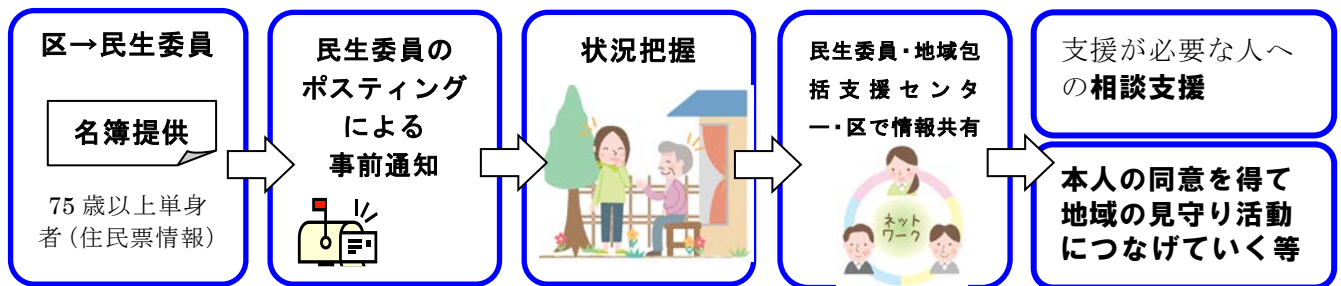 区→民生委員
名簿提供
75 歳以上単身
者（住民票情報）
民生委員の
ポスティング
による
事前通知
状況把握
民生委員・地域包
括支援センタ
ー・区で情報共有
ネット
ワーク
支援が必要な人へ
の相談支援
本人の同意を得て
地域の見守り活動
につなげていく等